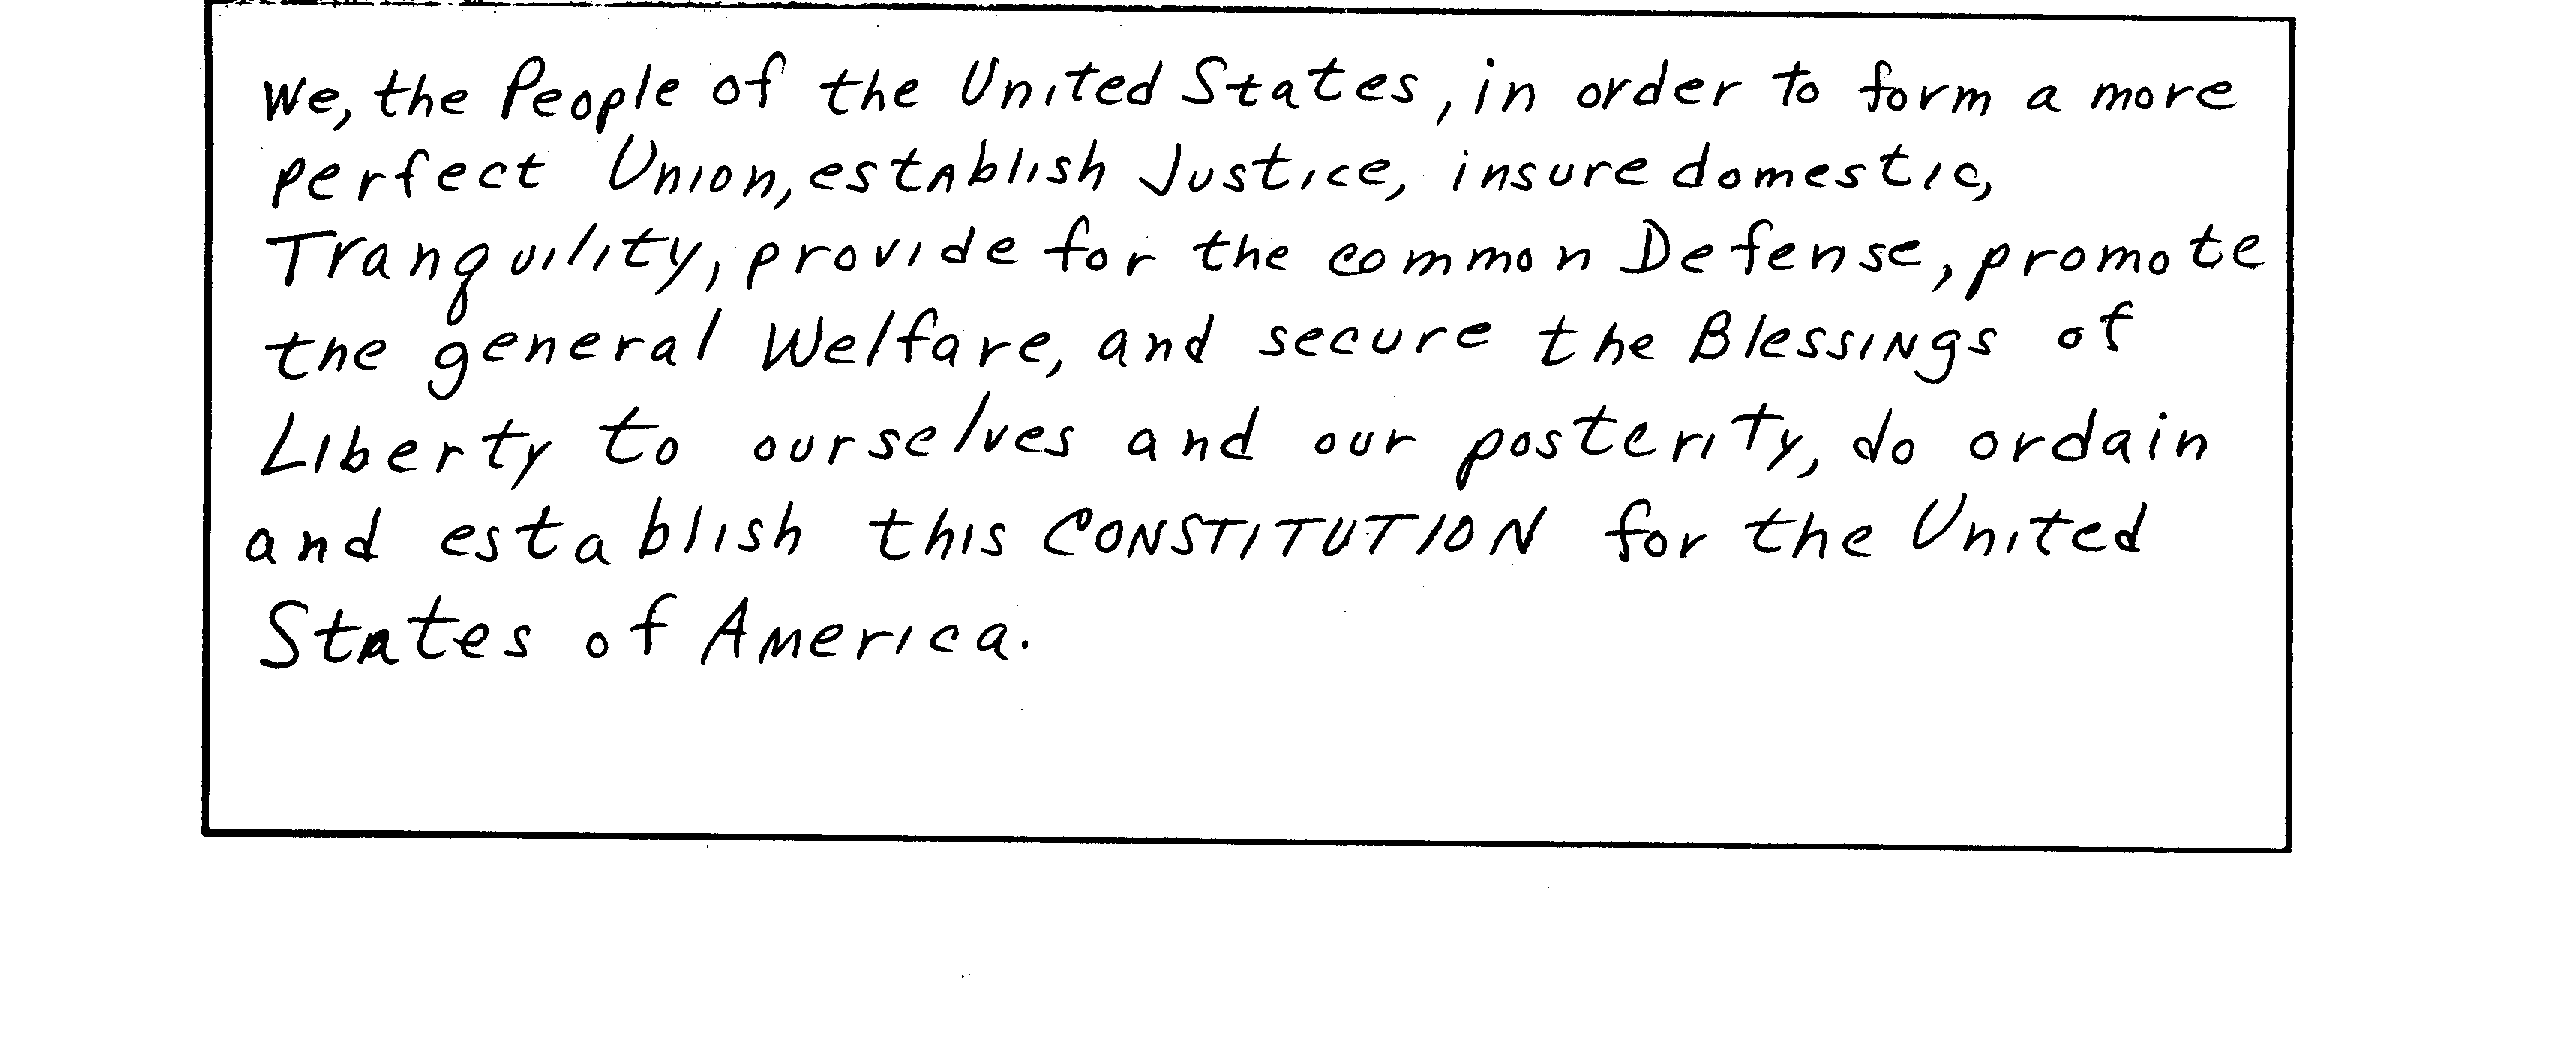 We, the People of the United States, in order to form a more
perfect Union, establish Justice, insure domestic,
Tranquility, provide for the common Defense, promote
the general Welfare, and secure the Blessings of
Liberty to ourselves and our posterity, do ordain
and establish this CONSTITUTION for the United
States of America.